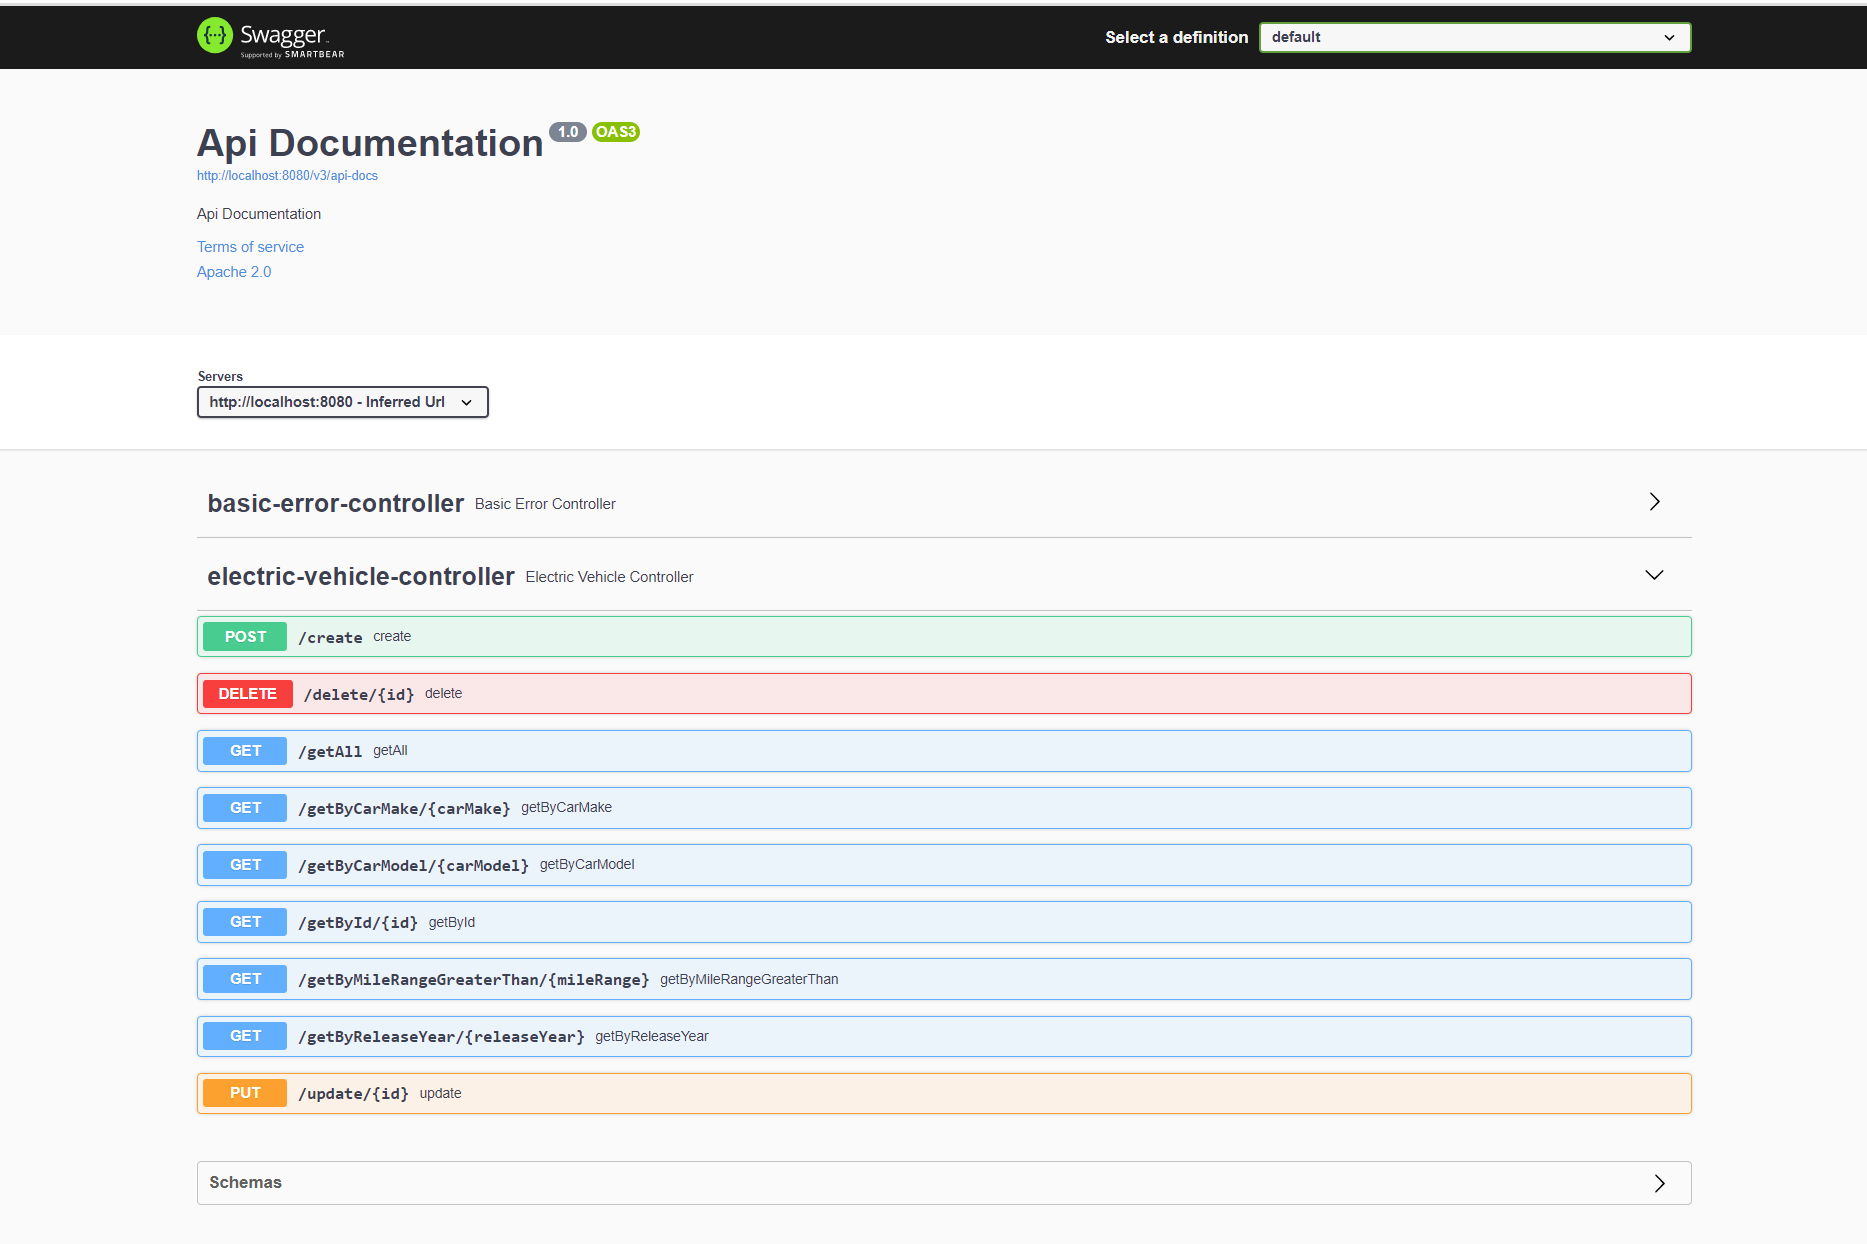 Swagger
Supported by SMARTBEAR
Select a definition
default
Api Documentation 1.0 OAS3
http://localhost:8080/v3/api-docs
Api Documentation
Terms of service
Apache 2.0
Servers
http://localhost:8080 - Inferred Url
basic-error-controller Basic Error Controller
electric-vehicle-controller Electric Vehicle Controller
POST /create create
DELETE /delete/{id} delete
GET /getAll getAll
GET /getByCarMake/{carMake} getByCarMake
GET /getByCarModel/{carModel} getByCarModel
GET /getById/{id} getById
GET /getByMileRangeGreaterThan/{mileRange} getByMileRangeGreaterThan
GET /getByReleaseYear/{releaseYear} getByReleaseYear
PUT /update/{id} update
Schemas